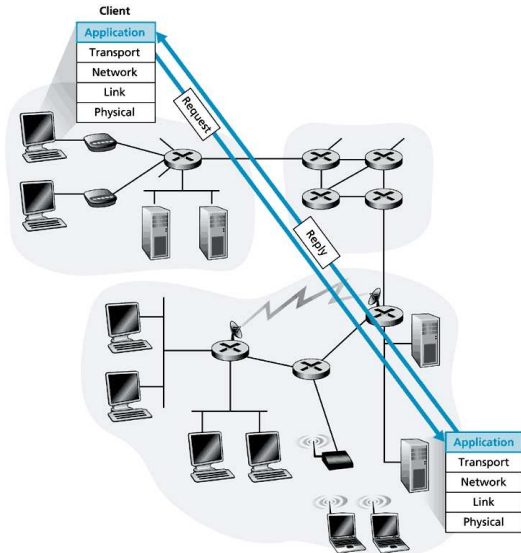 Client
Application
Transport
Network
Link
Physical
Request
Reply
Application
Transport
Network
Link
Physical